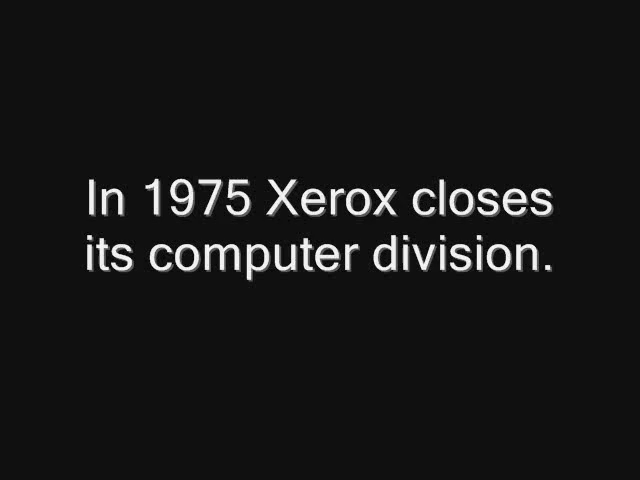 In 1975 Xerox closes
its computer division.